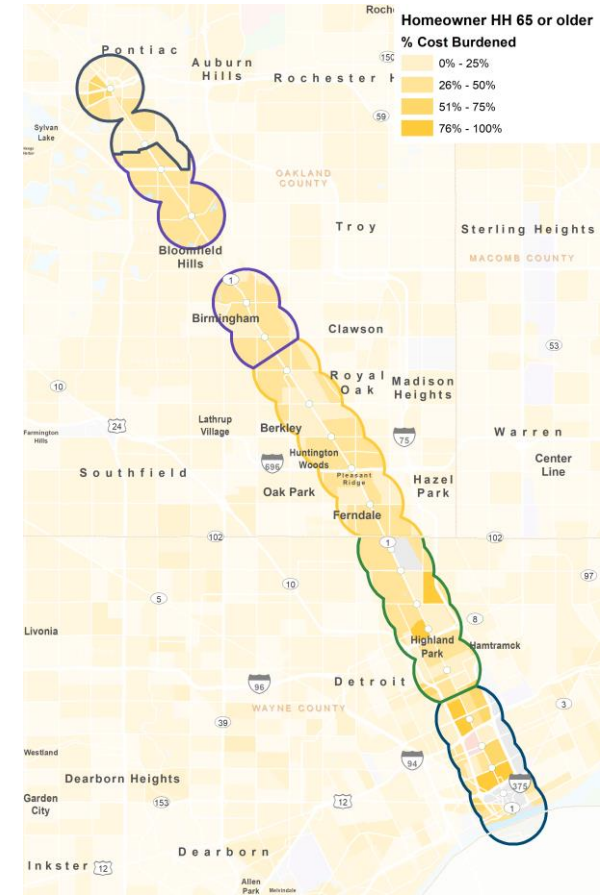 Homeowner HH 65 or older
% Cost Burdened
0% - 25%
26% - 50%
51% - 75%
76% - 100%
Roch
Pontiac
150
Auburn
Hills
Rochester H
59
Sylvan
Lake
OAKLAND
COUNTY
Troy
Sterling Heights
Bloomfield
Hills
MACOMB COUNTY
1
Birmingham
Clawson
53
Royal
Oak
10
Madison
Heights
24
Lathrup
Village
Berkley
Farmington
Hills
75
Warren
Huntington
Woods
Center
Line
696
Southfield
Pleasant
Ridge
Hazel
Park
Oak Park
Ferndale
102
1
102
97
10
5
8
Livonia
Highland
Park
Hamtramck
96
Detroit
WAYNE COUNTY
3
39
Westland
94
Dearborn Heights
375
Garden
City
153
12
1
Dearborn
Inkster
12
Allen
Park
Melvindale